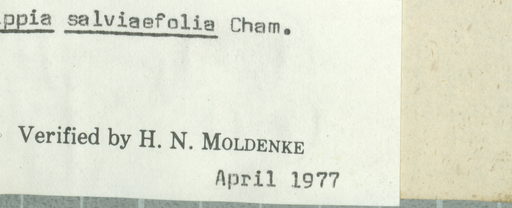 ppia salviaefolia Cham.
Verified by H. N. MOLDENKE
April 1977